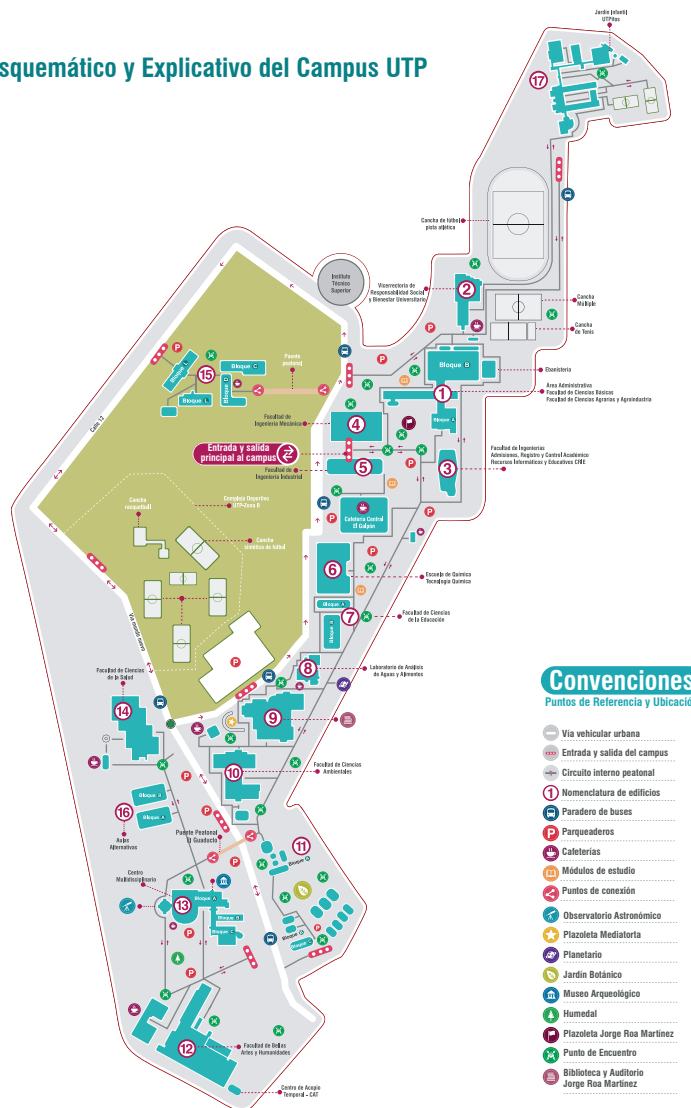 squemático y Explicativo del Campus UTP
Jardín Infantil
UTPitos
17
Cancha de fútbol
pista atlética
Instituto
Técnico
Superior
Vicerrectoría de
Responsabilidad Social
y Bienestar Universitario
2
Cancha
Múltiple
Cancha
de Tenis
Bloque B
Ebanistería
Bloque C
Bloque L
15
Bloque D
Bloque L
Puente
peatonal
1
Área Administrativa
Facultad de Ciencias Básicas
Facultad de Ciencias Agrarias y Agroindustria
Bloque A
Calle 12
Facultad de
Ingeniería Mecánica
4
Entrada y salida
principal al campus
Facultad de
Ingeniería Industrial
5
3
Facultad de Ingenierías
Admisiones, Registro y Control Académico
Recursos Informáticos y Educativos CRIE
Cancha
racquetball
Complejo Deportivo
UTP-Zona B
Cancha
sintética de fútbol
Cafetería Central
El Galpón
6
Escuela de Química
Tecnología Química
Bloque A
7
Bloque B
Facultad de Ciencias
de la Educación
Vía mundo nuevo
P
8
Laboratorio de Análisis
de Aguas y Alimentos
Facultad de Ciencias
de la Salud
14
9
10
Facultad de Ciencias
Ambientales
Bloque B
16
Bloque A
Aulas
Alternativas
Puente Peatonal
El Guaducto
11
Bloque
Centro
Multidisciplinario
13
Bloque A
Bloque B
Bloque C
Bloque
Bloque C
12
Facultad de Bellas
Artes y Humanidades
Centro de Acopio
Temporal - CAT
Convenciones
Puntos de Referencia y Ubicació
Vía vehicular urbana
Entrada y salida del campus
Circuito interno peatonal
1 Nomenclatura de edificios
Paradero de buses
P Parqueaderos
Cafeterías
Módulos de estudio
Puntos de conexión
Observatorio Astronómico
Plazoleta Mediatorta
Planetario
Jardín Botánico
Museo Arqueológico
Humedal
Plazoleta Jorge Roa Martínez
Punto de Encuentro
Biblioteca y Auditorio
Jorge Roa Martínez